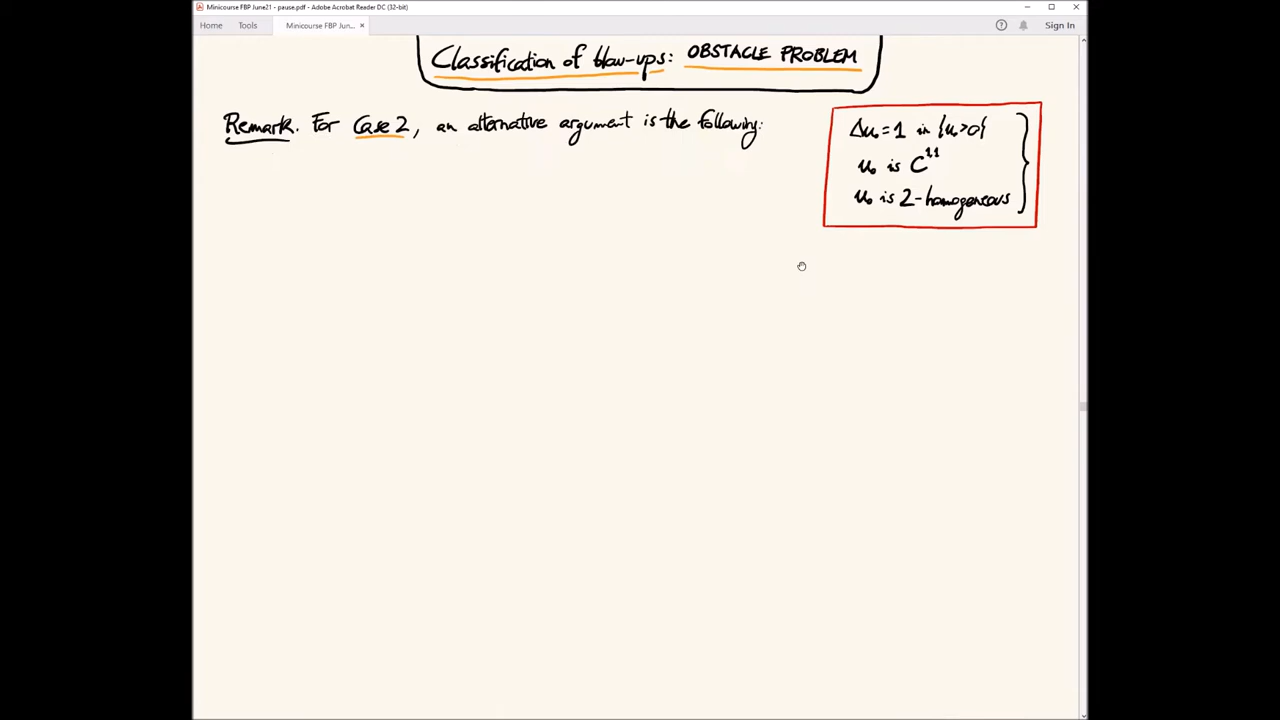 Minicourse FBP June21 - pause.pdf - Adobe Acrobat Reader DC (32-bit)
Home Tools Minicourse FBP Jun... × Sign In
Classification of blow-ups: OBSTACLE PROBLEM
Remark. For Case 2, an alternative argument is the following:
Δu₀ = 1 in {u₀>0}
u₀ is C^{1,1}
u₀ is 2-homogeneous